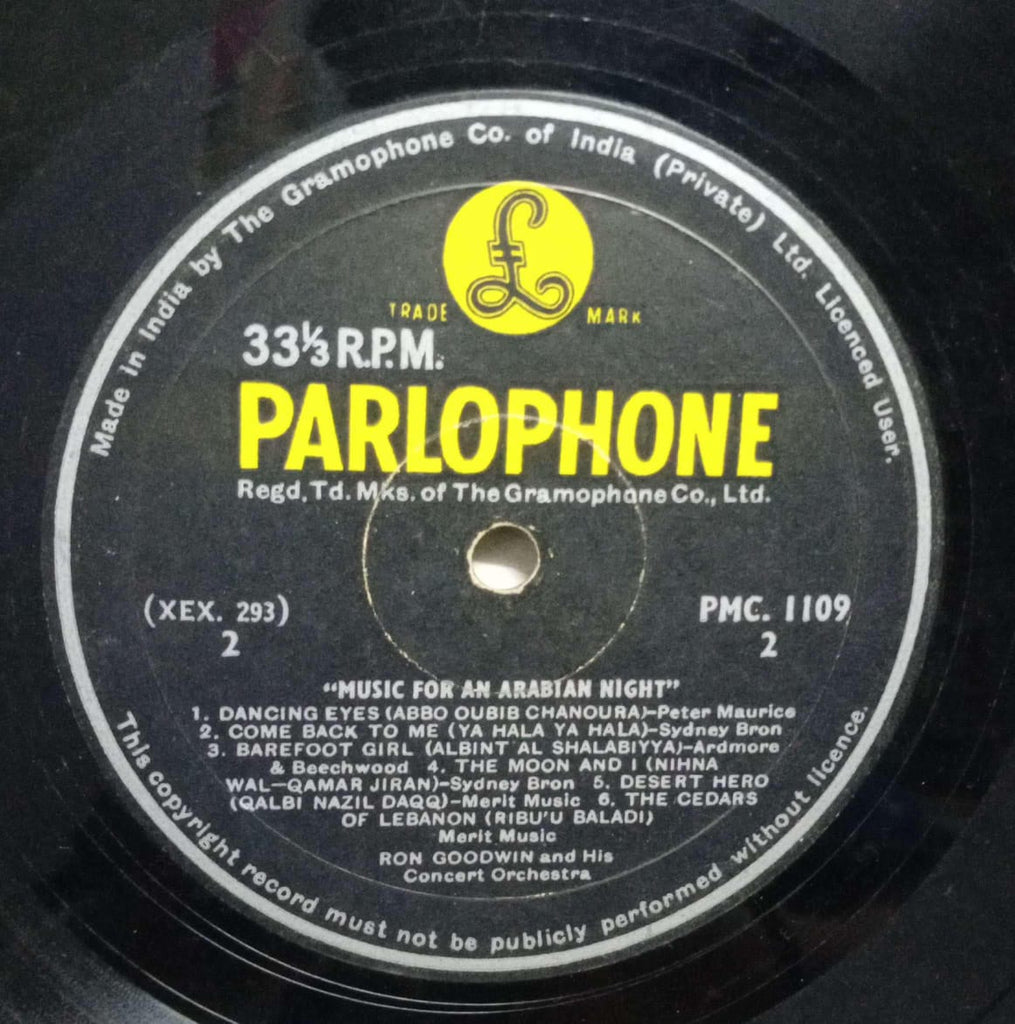 Made in India by The Gramophone Co. of India (Private) Ltd. Licenced User.
£
TRADE MARK
33⅓ R.P.M.
PARLOPHONE
Regd, Td. Mks. of The Gramophone Co., Ltd.
(XEX. 293) PMC. 1109
2 2
“MUSIC FOR AN ARABIAN NIGHT”
1. DANCING EYES (ABBO OUBIB CHANOURA)–Peter Maurice
2. COME BACK TO ME (YA HALA YA HALA)–Sydney Bron
3. BAREFOOT GIRL (ALBINT AL SHALABIYYA)–Ardmore
& Beechwood 4. THE MOON AND I (NIHNA
WAL–QAMAR JIRAN)–Sydney Bron 5. DESERT HERO
(QALBI NAZIL DAQQ)–Merit Music 6. THE CEDARS
OF LEBANON (RIBU'U BALADI)
Merit Music
RON GOODWIN and His
Concert Orchestra
This copyright record must not be publicly performed without licence.